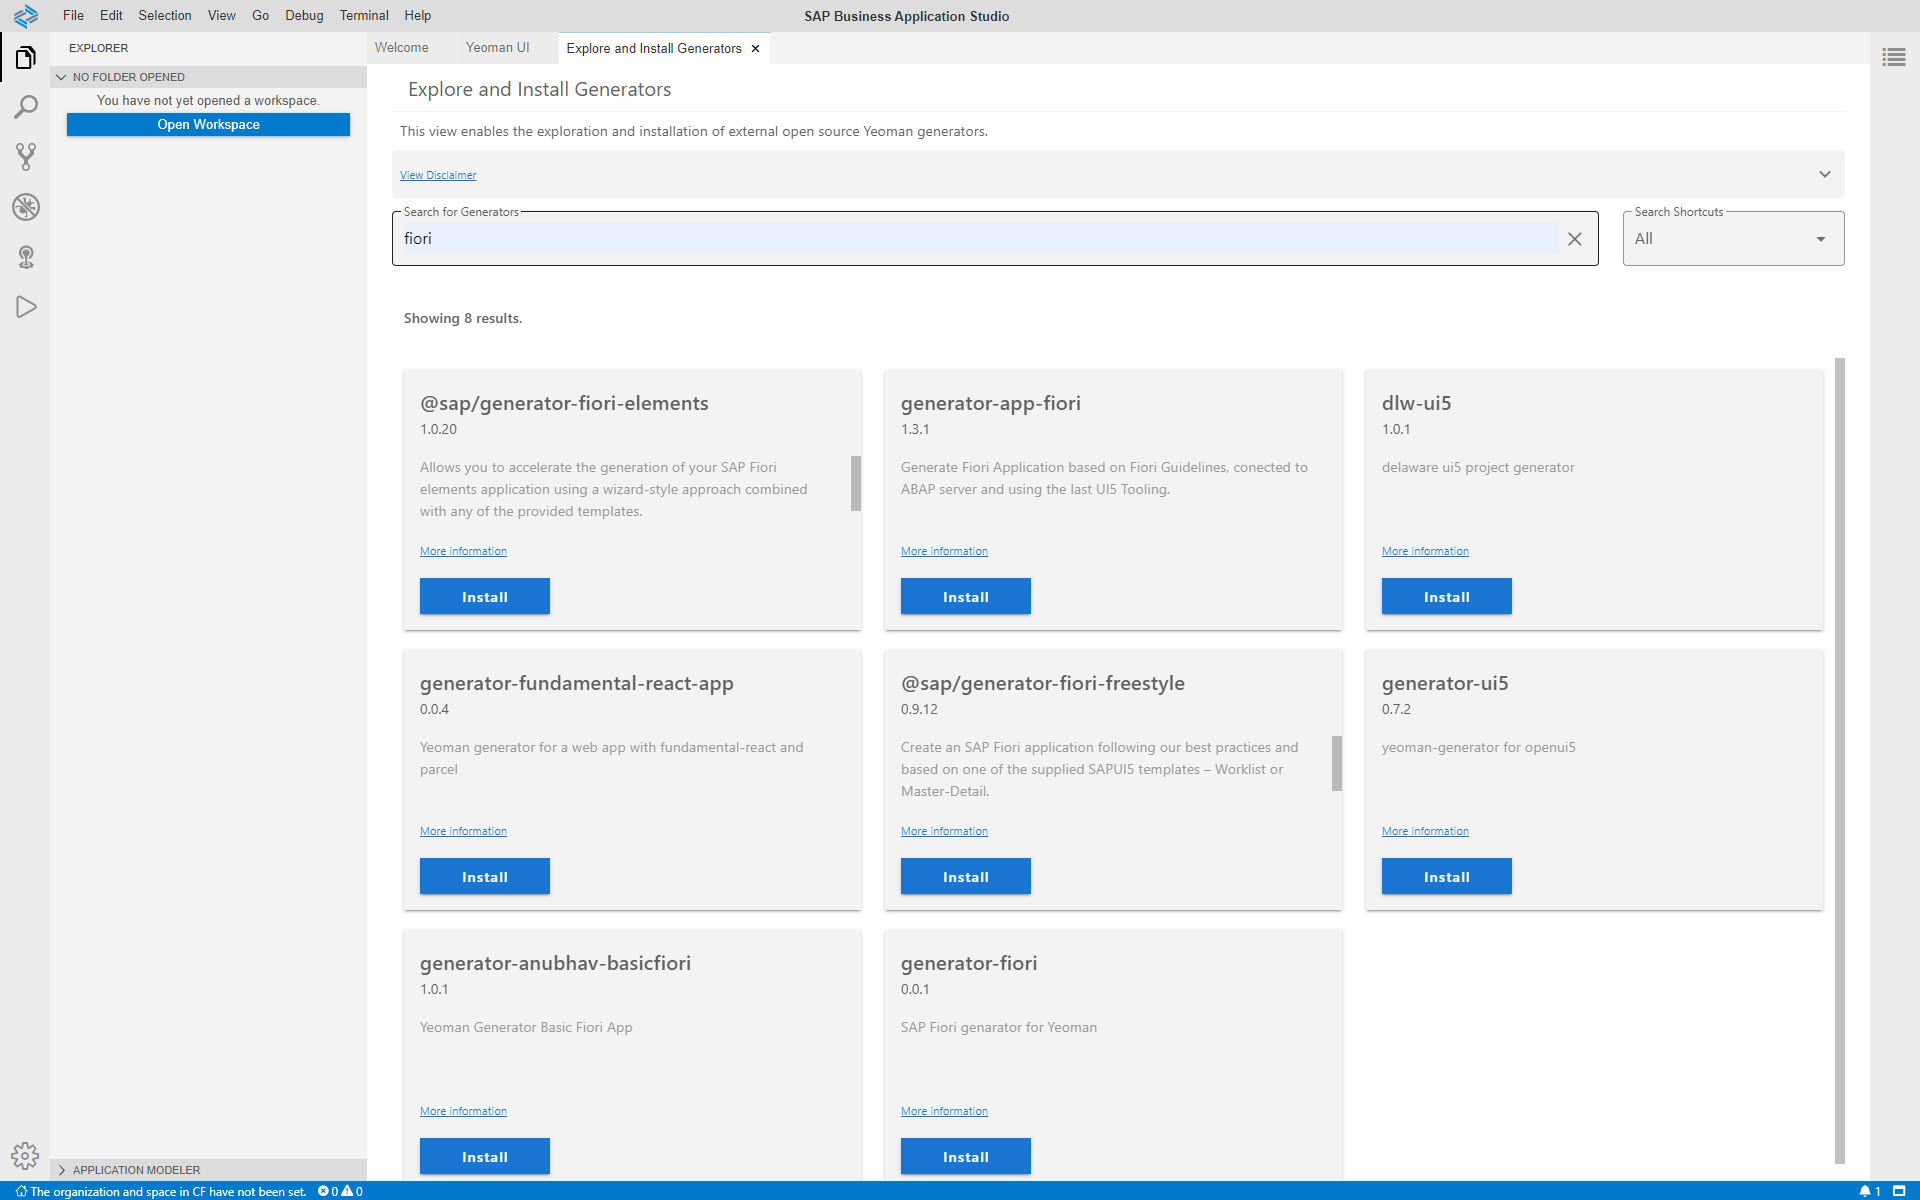 File Edit Selection View Go Debug Terminal Help
SAP Business Application Studio
EXPLORER
NO FOLDER OPENED
You have not yet opened a workspace.
Open Workspace
Welcome
Yeoman UI
Explore and Install Generators
Explore and Install Generators
This view enables the exploration and installation of external open source Yeoman generators.
View Disclaimer
Search for Generators
fiori
Search Shortcuts
All
Showing 8 results.
@sap/generator-fiori-elements
1.0.20
Allows you to accelerate the generation of your SAP Fiori
elements application using a wizard-style approach combined
with any of the provided templates.
More information
Install
generator-app-fiori
1.3.1
Generate Fiori Application based on Fiori Guidelines, conected to
ABAP server and using the last UI5 Tooling.
More information
Install
dlw-ui5
1.0.1
delaware ui5 project generator
More information
Install
generator-fundamental-react-app
0.0.4
Yeoman generator for a web app with fundamental-react and
parcel
More information
Install
@sap/generator-fiori-freestyle
0.9.12
Create an SAP Fiori application following our best practices and
based on one of the supplied SAPUI5 templates – Worklist or
Master-Detail.
More information
Install
generator-ui5
0.7.2
yeoman-generator for openui5
More information
Install
generator-anubhav-basicfiori
1.0.1
Yeoman Generator Basic Fiori App
More information
Install
generator-fiori
0.0.1
SAP Fiori genarator for Yeoman
More information
Install
APPLICATION MODELER
The organization and space in CF have not been set. 0 0
1